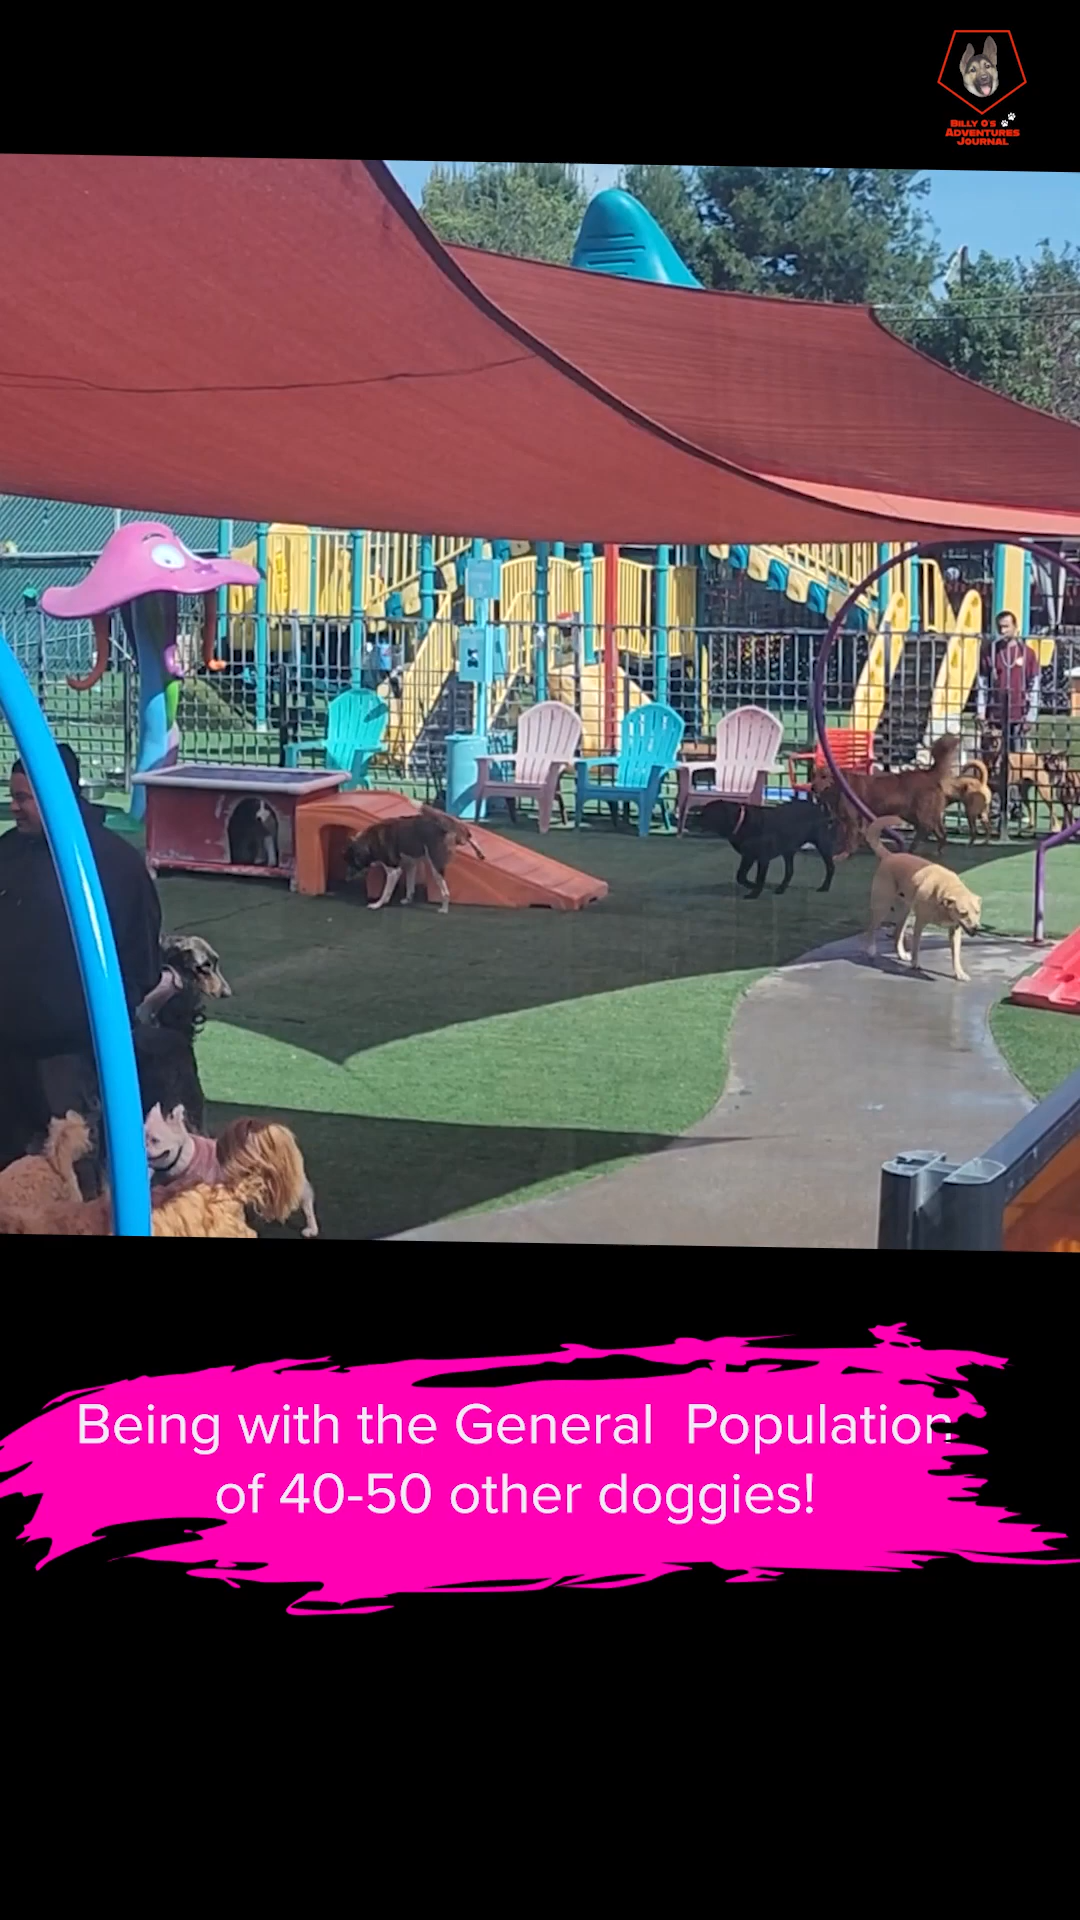 BILLY O'S
ADVENTURES
JOURNAL
Being with the General Population
of 40-50 other doggies!